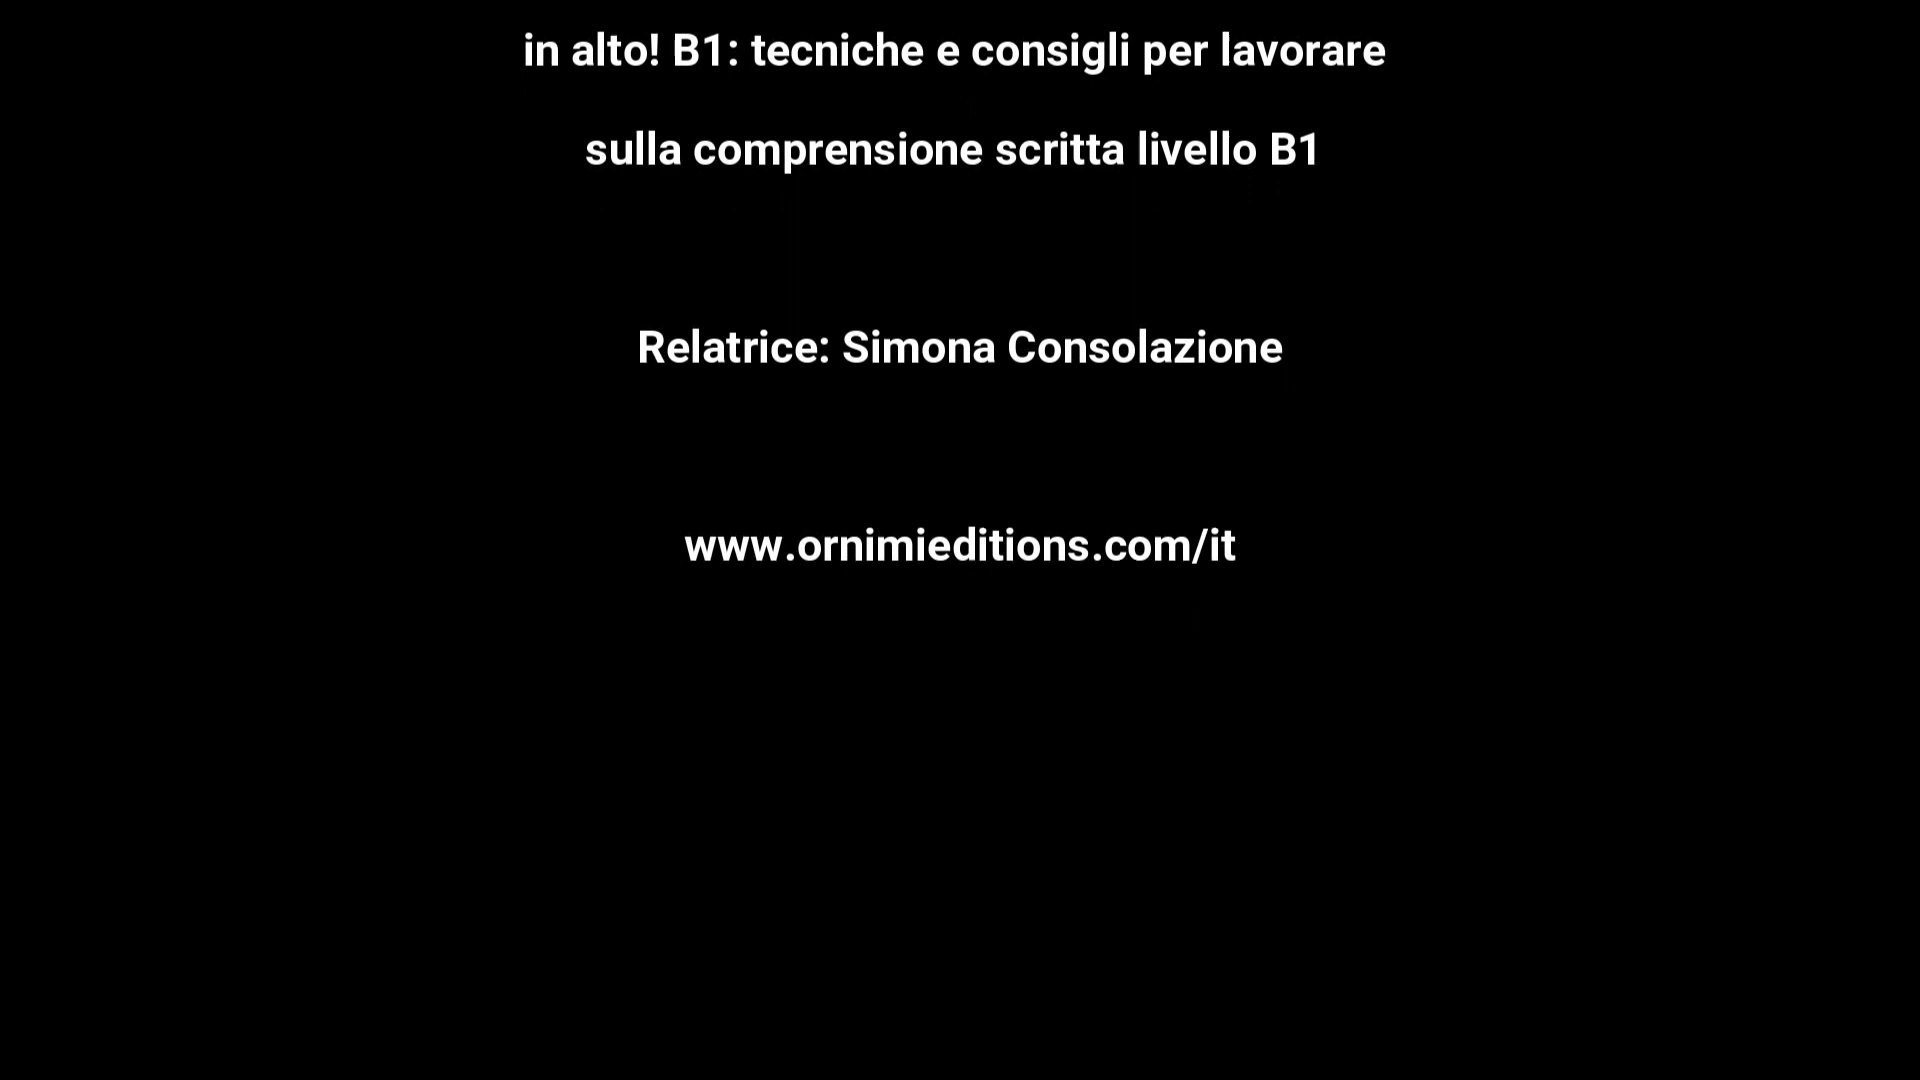 in alto! B1: tecniche e consigli per lavorare
sulla comprensione scritta livello B1
Relatrice: Simona Consolazione
www.ornimieditions.com/it